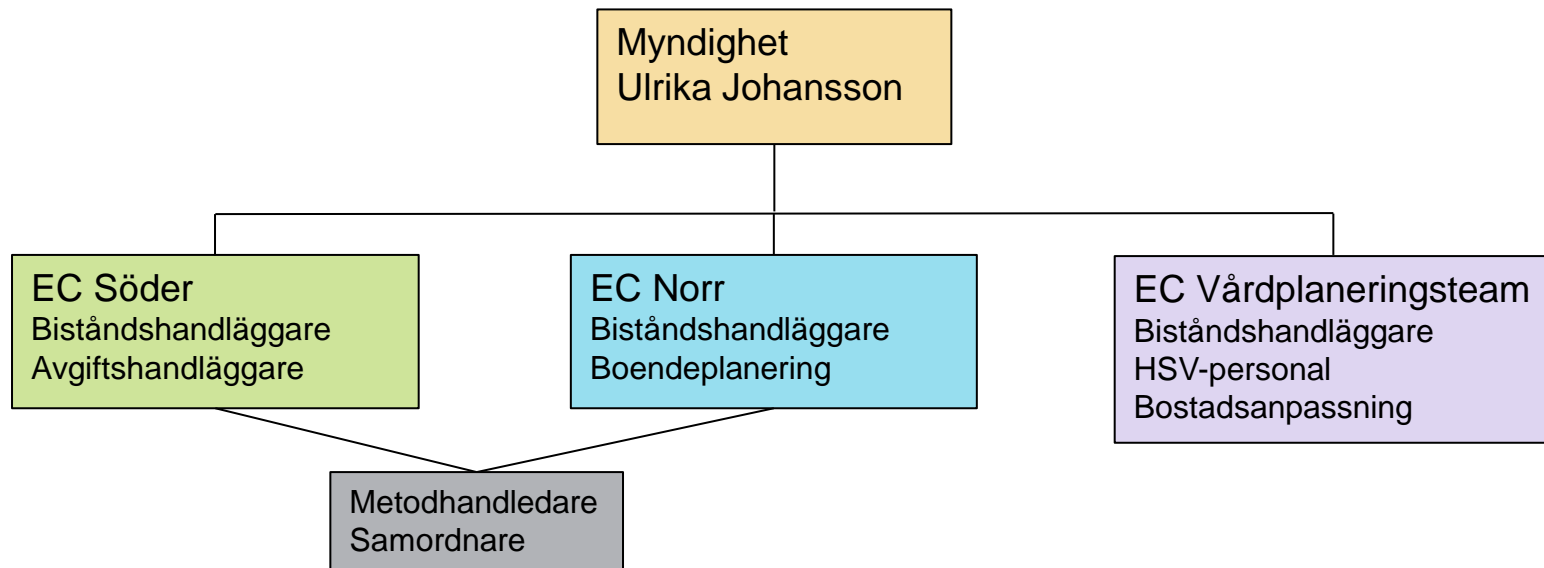 Myndighet
Ulrika Johansson
EC Söder
Biståndshandläggare
Avgiftshandläggare
EC Norr
Biståndshandläggare
Boendeplanering
EC Vårdplaneringsteam
Biståndshandläggare
HSV-personal
Bostadsanpassning
Metodhandledare
Samordnare